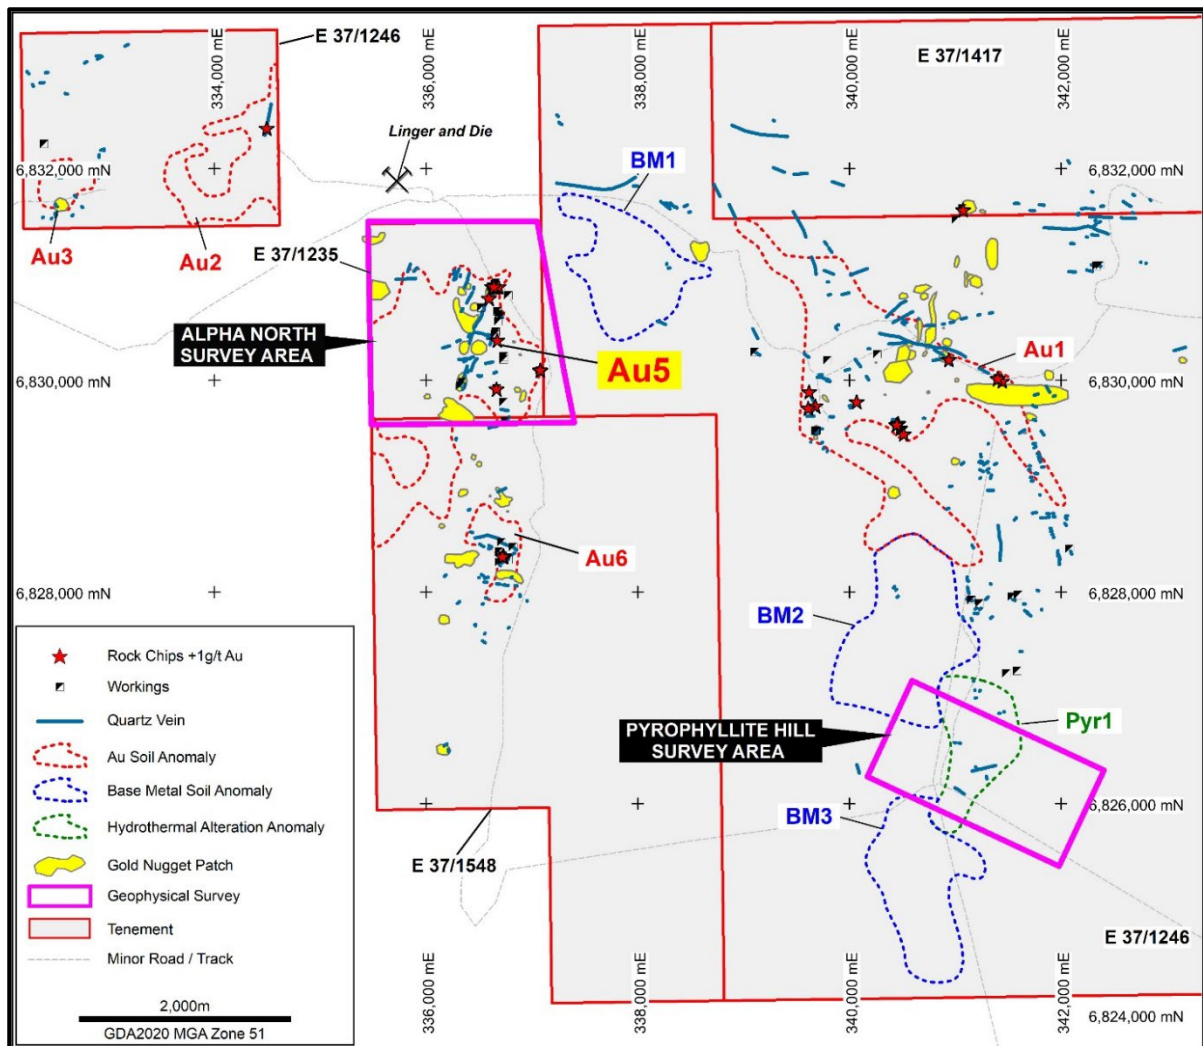 E 37/1246
334,000 mE
336,000 mE
338,000 mE
340,000 mE
E 37/1417
342,000 mE
Linger and Die
6,832,000 mN
BM1
6,832,000 mN
Au3
Au2
E 37/1235
ALPHA NORTH
SURVEY AREA
Au5
Au1
6,830,000 mN
6,830,000 mN
Au6
6,828,000 mN
6,828,000 mN
BM2
Pyr1
PYROPHYLLITE HILL
SURVEY AREA
6,826,000 mN
BM3
E 37/1548
E 37/1246
336,000 mE
338,000 mE
340,000 mE
342,000 mE
6,824,000 mN
Rock Chips +1g/t Au
Workings
Quartz Vein
Au Soil Anomaly
Base Metal Soil Anomaly
Hydrothermal Alteration Anomaly
Gold Nugget Patch
Geophysical Survey
Tenement
Minor Road / Track
2,000m
GDA2020 MGA Zone 51